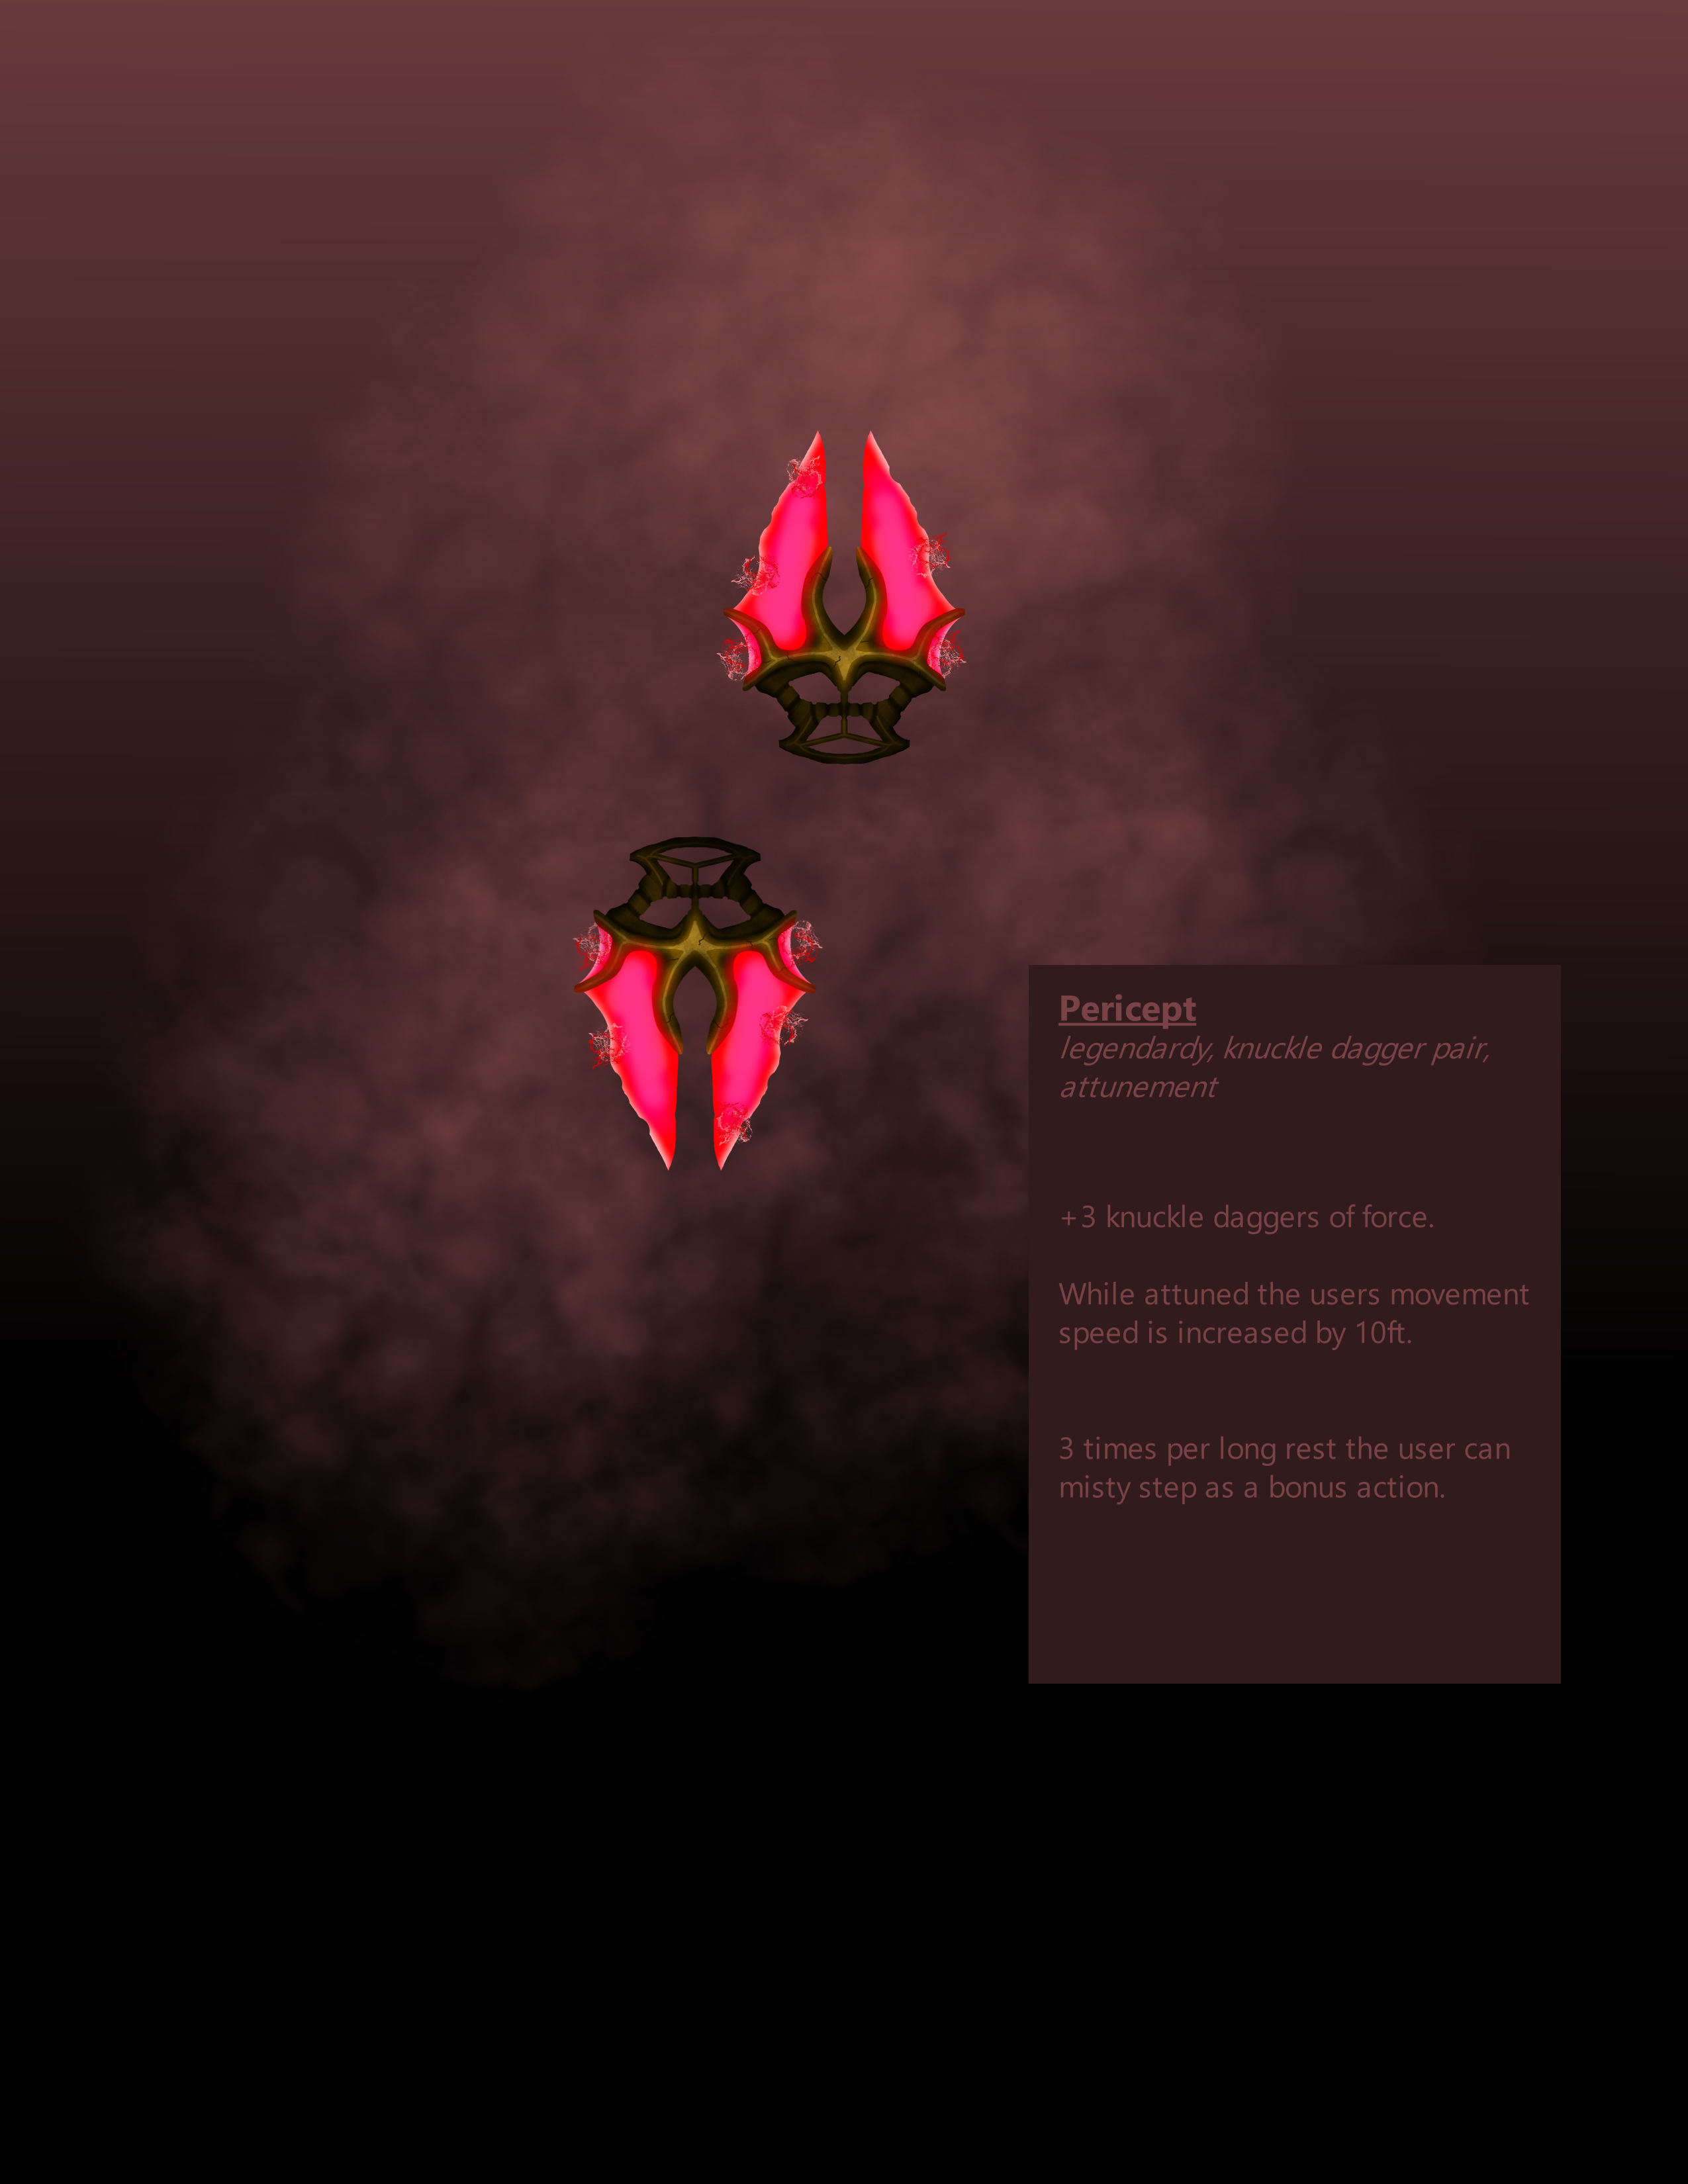 Pericept
legendardy, knuckle dagger pair,
attunement
+3 knuckle daggers of force.
While attuned the users movement
speed is increased by 10ft.
3 times per long rest the user can
misty step as a bonus action.